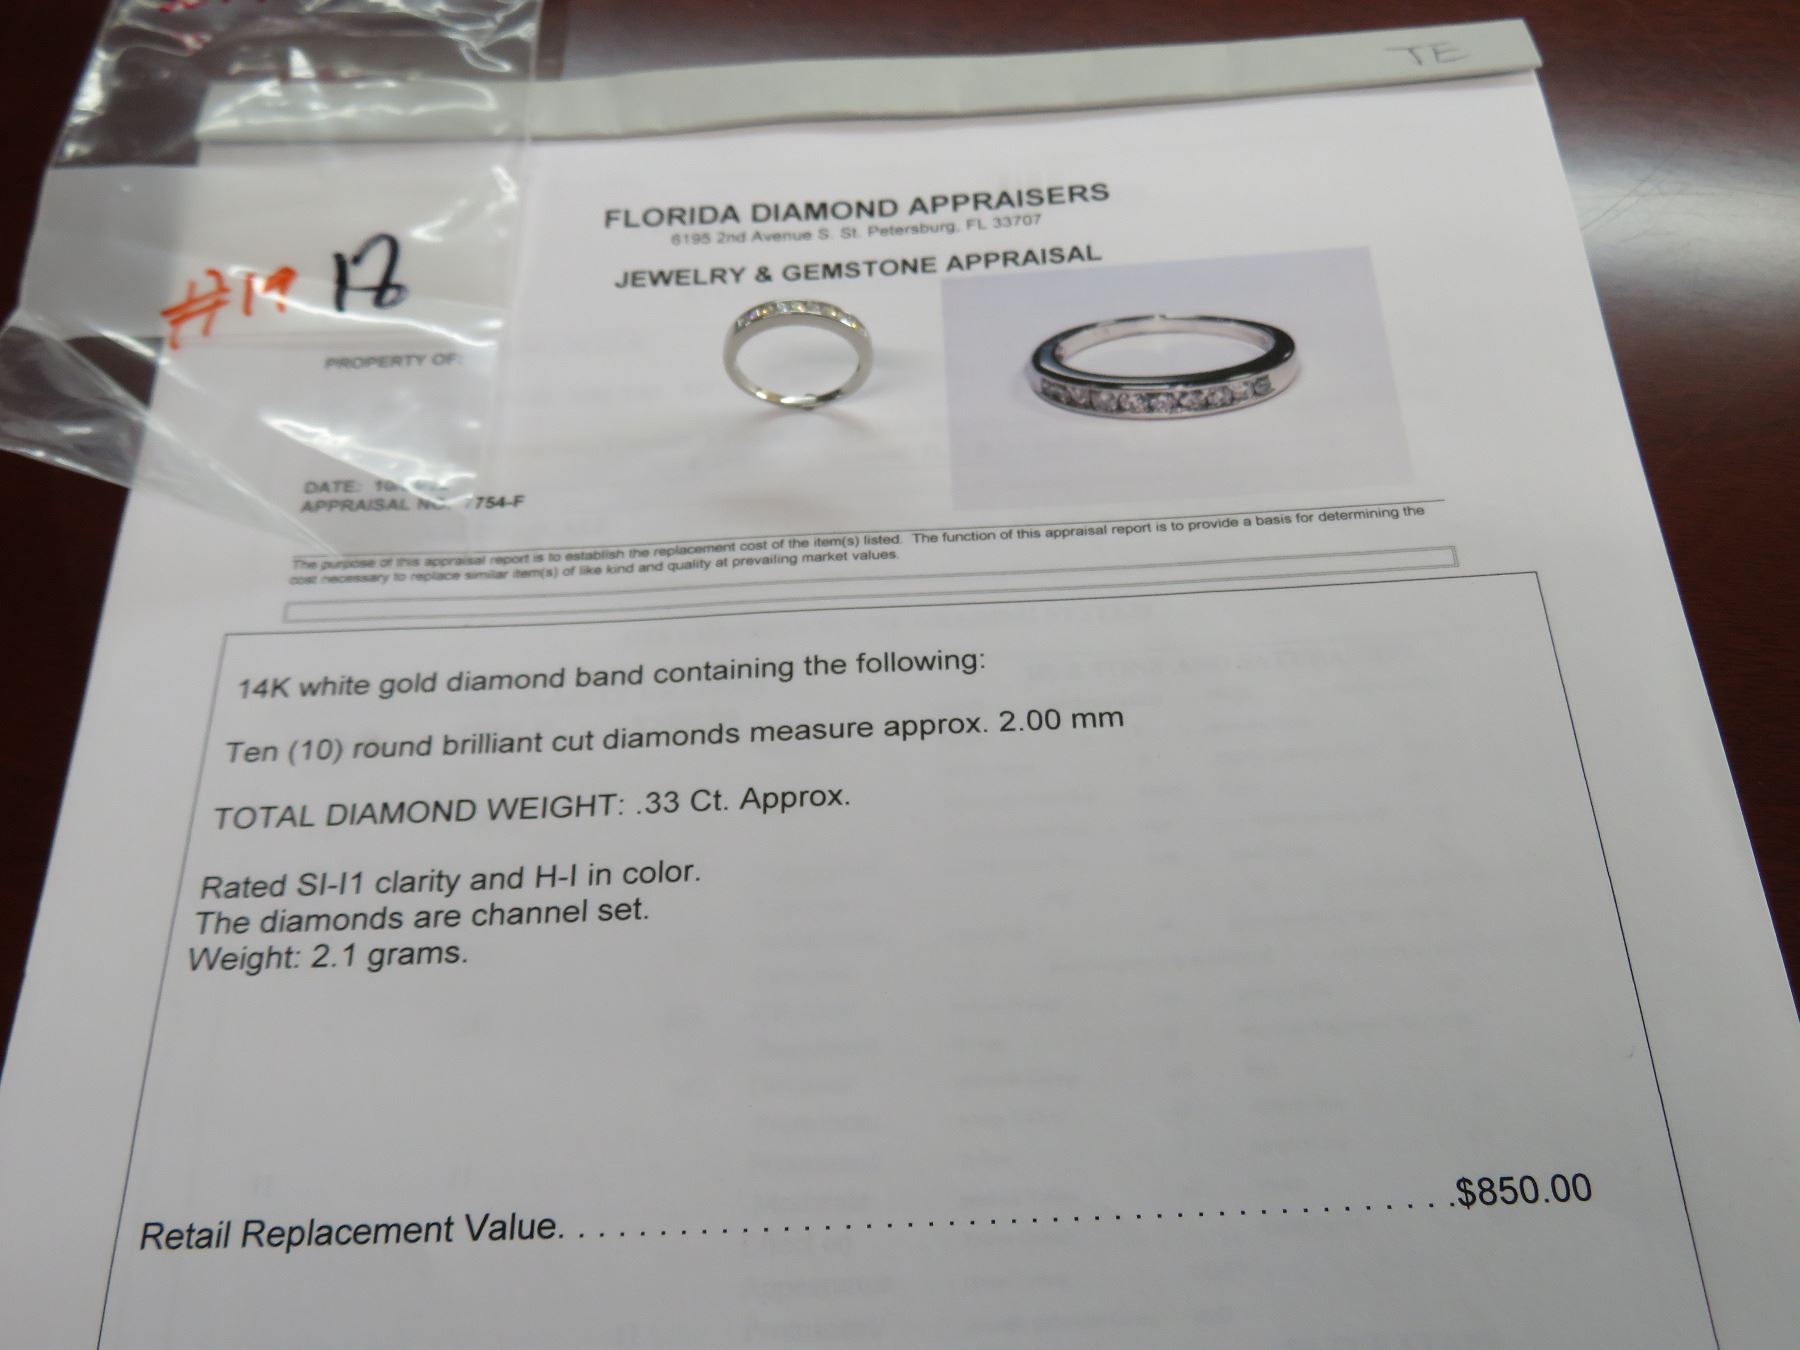 TE
FLORIDA DIAMOND APPRAISERS
6195 2nd Avenue S. St. Petersburg, FL 33707
JEWELRY & GEMSTONE APPRAISAL
#19 18
PROPERTY OF:
DATE:
APPRAISAL NO. 7754-F
The purpose of this appraisal report is to establish the replacement cost of the item(s) listed. The function of this appraisal report is to provide a basis for determining the
cost necessary to replace similar item(s) of like kind and quality at prevailing market values.
14K white gold diamond band containing the following:
Ten (10) round brilliant cut diamonds measure approx. 2.00 mm
TOTAL DIAMOND WEIGHT: .33 Ct. Approx.
Rated SI-I1 clarity and H-I in color.
The diamonds are channel set.
Weight: 2.1 grams.
Retail Replacement Value. . . . . . . . . . . . . . . . . . . . . . . . . . . . . . . . . . .$850.00